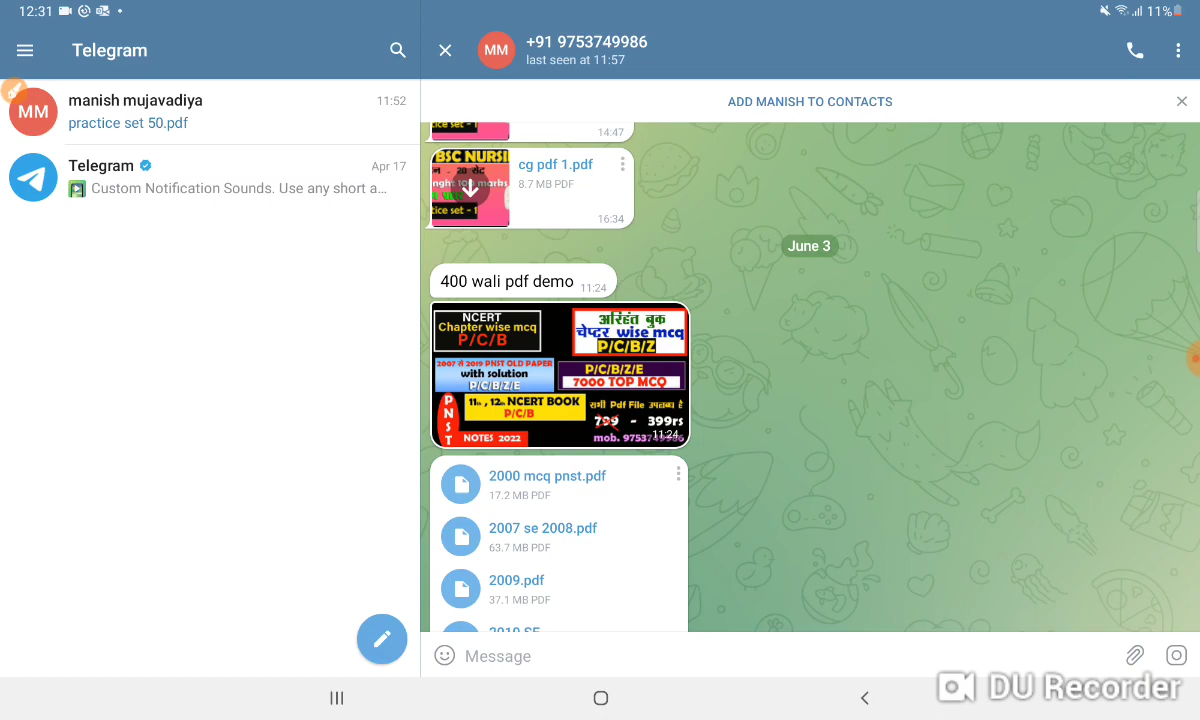 12:31
11%
Telegram
MM
manish mujavadiya
11:52
practice set 50.pdf
Telegram
Apr 17
Custom Notification Sounds. Use any short a...
MM
+91 9753749986
last seen at 11:57
ADD MANISH TO CONTACTS
14:47
BSC NURSI
cg pdf 1.pdf
8.7 MB PDF
16:34
June 3
400 wali pdf demo 11:24
NCERT
Chapter wise mcq
P/C/B
अरिहंत बुक
चेप्टर wise mcq
P/C/B/Z
2007 से 2019 PNST OLD PAPER
with solution
P/C/B/Z/E
P/C/B/Z/E
7000 TOP MCQ
PNST
11th , 12th NCERT BOOK
P/C/B
सभी Pdf File उपलब्ध है
799 - 399rs
NOTES 2022
11:24
mob. 9753749986
2000 mcq pnst.pdf
17.2 MB PDF
2007 se 2008.pdf
63.7 MB PDF
2009.pdf
37.1 MB PDF
Message
DU Recorder